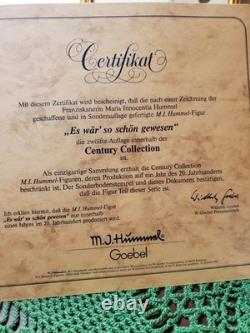 Certifikat
Mit diesem Zertifikat wird bescheinigt, daß die nach einer Zeichnung der
Franziskanerin Maria Innocentia Hummel
geschaffene und in Sonderauflage gefertigte M.I. Hummel-Figur
„Es wär' so schön gewesen"
die zwölfte Auflage innerhalb der
Century Collection
ist.
Als einzigartige Sammlung enthält die Century Collection
M.I. Hummel-Figuren, deren Produktion auf ein Jahr des 20. Jahrhunderts
beschränkt ist. Der Sonderbodenstempel und dieses Dokument bestätigen,
daß die Figur Teil dieser Serie ist.
Ich erkläre hiermit, daß die M.I. Hummel-Figur
„Es wär' so schön gewesen" nur innerhalb
eines Jahres im 20. Jahrhundert produziert wird.
M.I. Hummel
Goebel